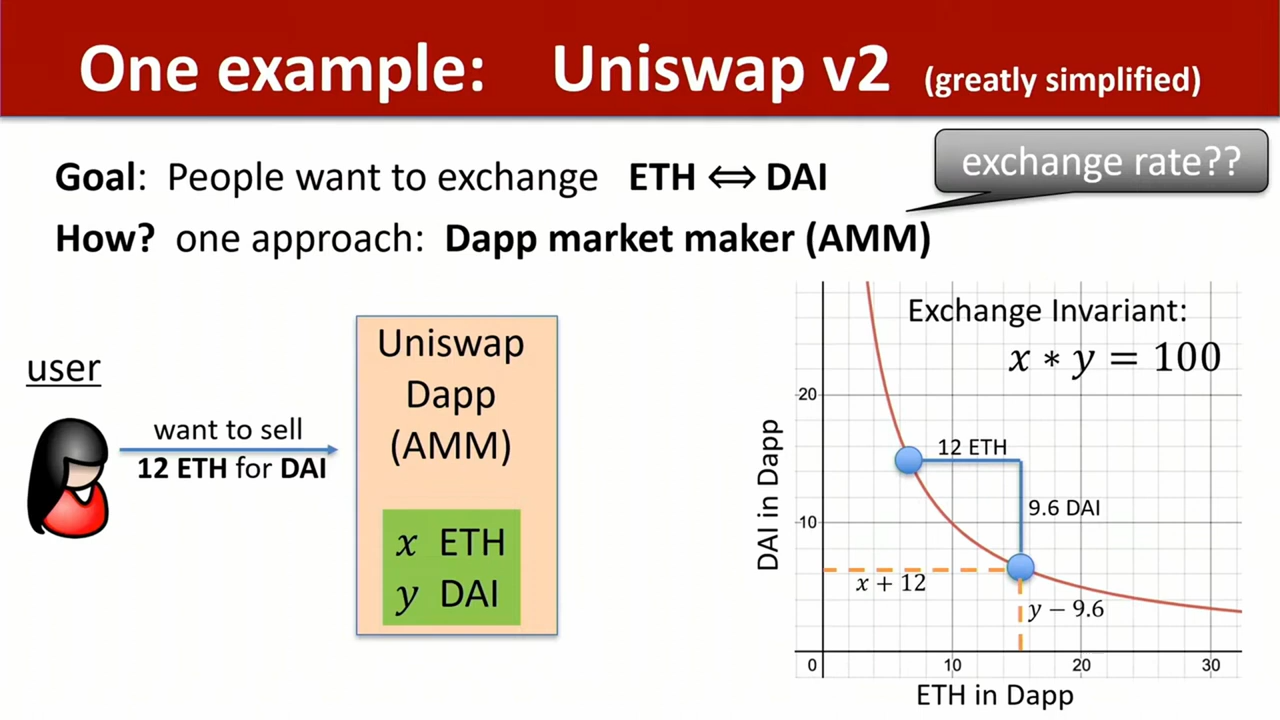 One example: Uniswap v2 (greatly simplified)
Goal: People want to exchange ETH ⟺ DAI
exchange rate??
How? one approach: Dapp market maker (AMM)
user
want to sell
12 ETH for DAI
Uniswap
Dapp
(AMM)
x ETH
y DAI
Exchange Invariant:
x * y = 100
DAI in Dapp
20
10
12 ETH
9.6 DAI
x + 12
y − 9.6
0
10
20
30
ETH in Dapp